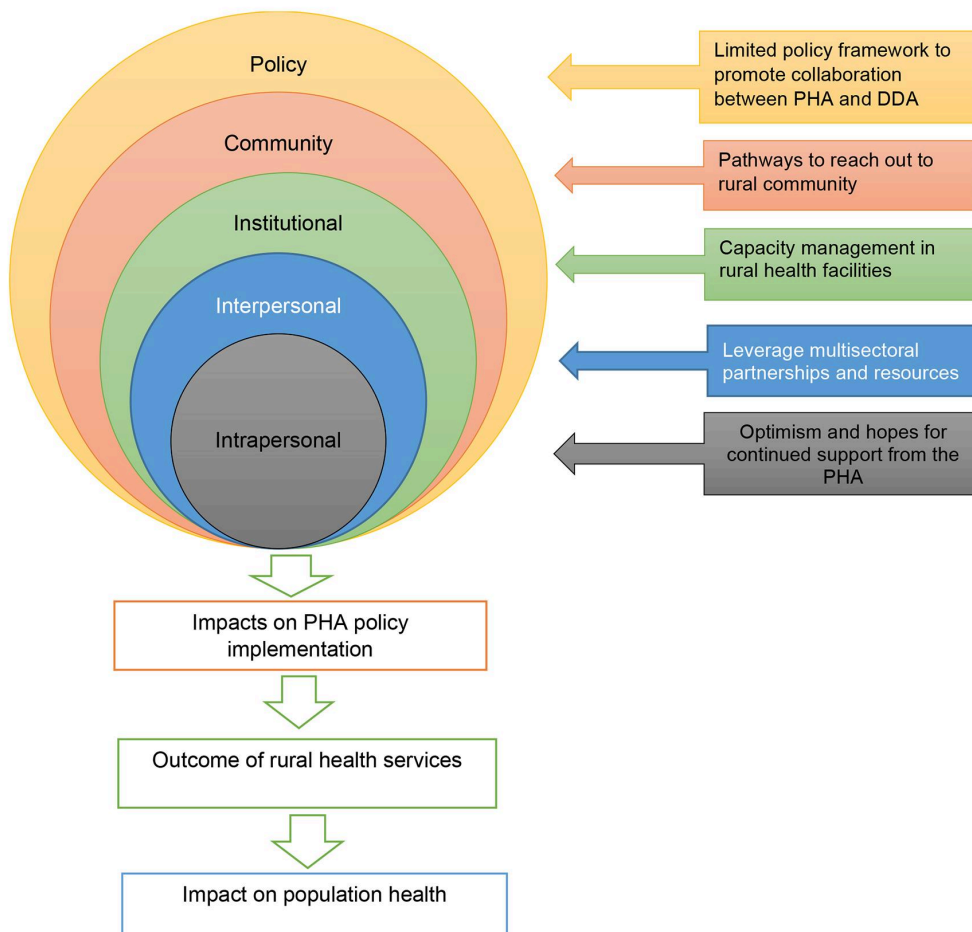 Policy
Community
Institutional
Interpersonal
Intrapersonal
Limited policy framework to
promote collaboration
between PHA and DDA
Pathways to reach out to
rural community
Capacity management in
rural health facilities
Leverage multisectoral
partnerships and resources
Optimism and hopes for
continued support from the
PHA
Impacts on PHA policy
implementation
Outcome of rural health services
Impact on population health